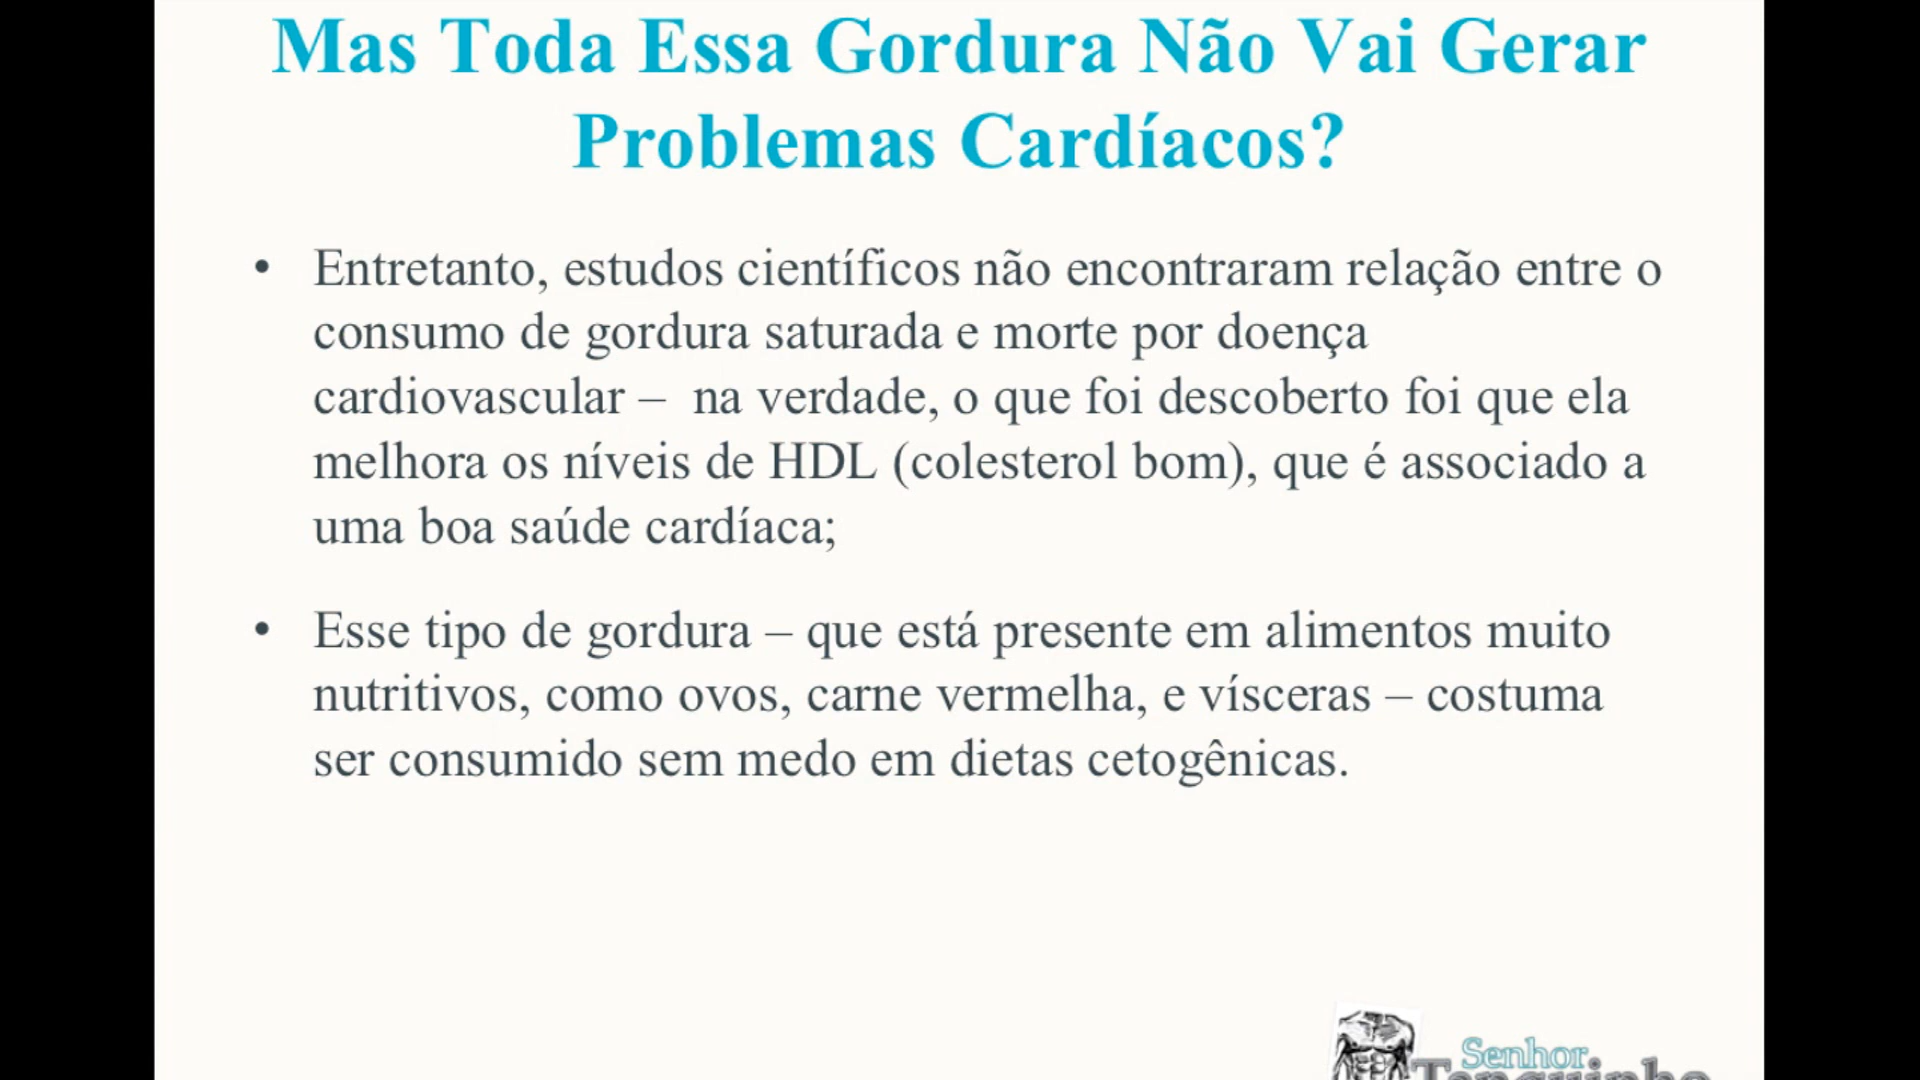 Mas Toda Essa Gordura Não Vai Gerar
Problemas Cardíacos?
• Entretanto, estudos científicos não encontraram relação entre o
consumo de gordura saturada e morte por doença
cardiovascular – na verdade, o que foi descoberto foi que ela
melhora os níveis de HDL (colesterol bom), que é associado a
uma boa saúde cardíaca;
• Esse tipo de gordura – que está presente em alimentos muito
nutritivos, como ovos, carne vermelha, e vísceras – costuma
ser consumido sem medo em dietas cetogênicas.
Senhor
Tanquinho